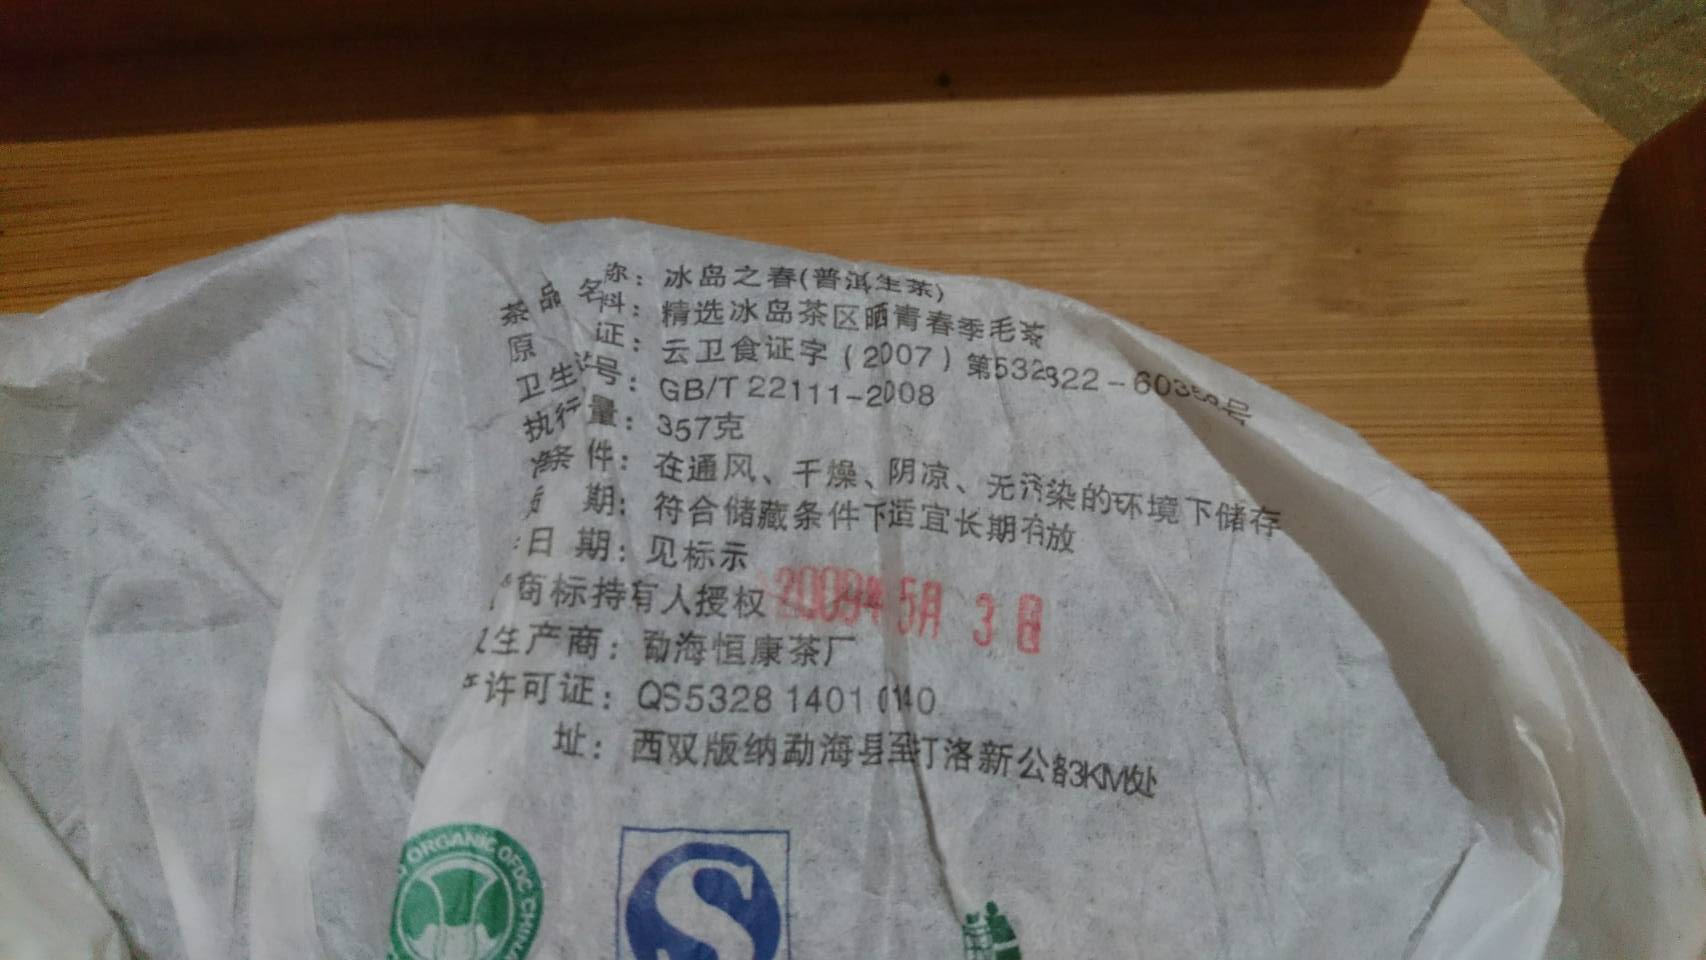 茶品名称：冰岛之春(普洱生茶)
原料：精选冰岛茶区晒青春季毛茶
卫生许证：云卫食证字（2007）第532822-603号
执行号：GB/T 22111-2008
量：357克
条件：在通风、干燥、阴凉、无污染的环境下储存
期：符合储藏条件下适宜长期存放
日期：见标示
商标持有人授权 2009年5月3日
生产商：勐海恒康茶厂
许可证：QS5328 1401 0140
址：西双版纳勐海县至打洛新公路3KM处
ORGANIC OFDC CHINA
S